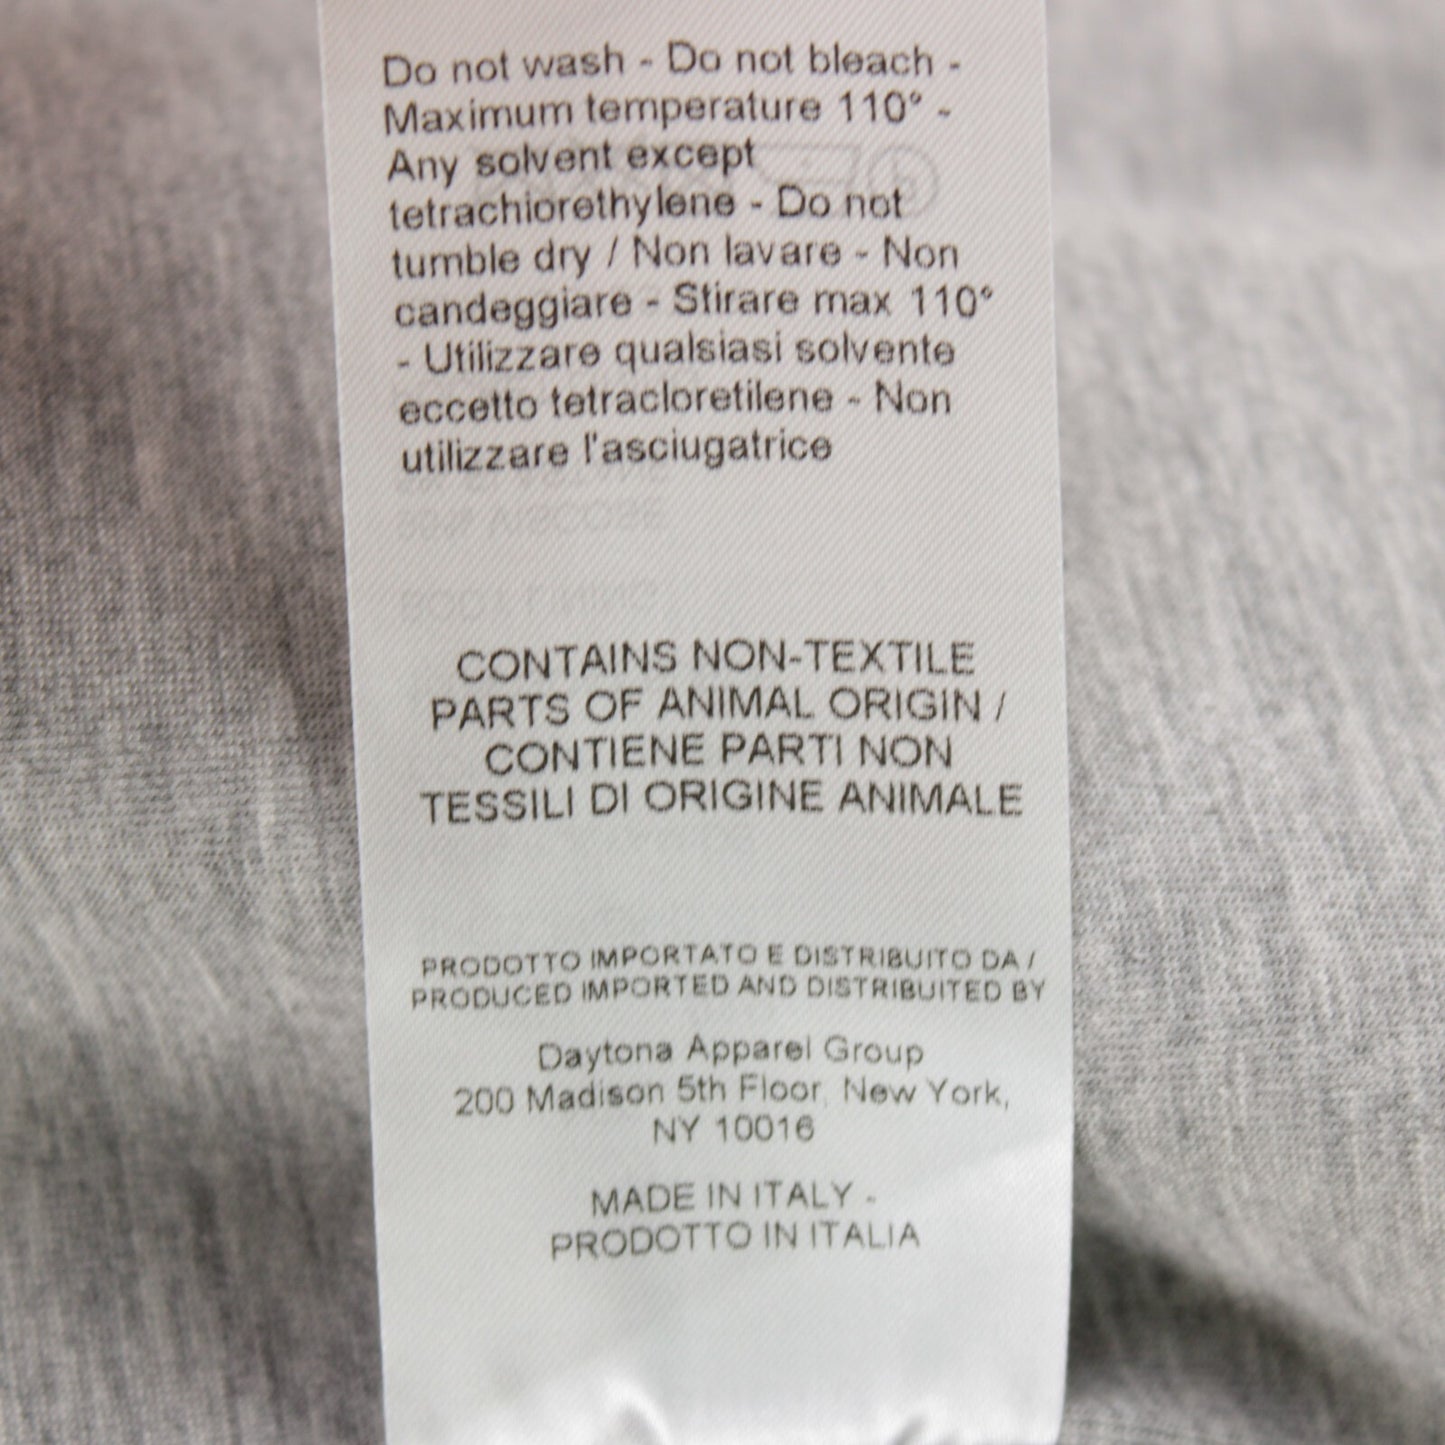 Do not wash - Do not bleach -
Maximum temperature 110° -
Any solvent except
tetrachiorethylene - Do not
tumble dry / Non lavare - Non
candeggiare - Stirare max 110°
- Utilizzare qualsiasi solvente
eccetto tetracloretilene - Non
utilizzare l'asciugatrice
CONTAINS NON-TEXTILE
PARTS OF ANIMAL ORIGIN /
CONTIENE PARTI NON
TESSILI DI ORIGINE ANIMALE
PRODOTTO IMPORTATO E DISTRIBUITO DA /
PRODUCED IMPORTED AND DISTRIBUITED BY
Daytona Apparel Group
200 Madison 5th Floor, New York,
NY 10016
MADE IN ITALY -
PRODOTTO IN ITALIA